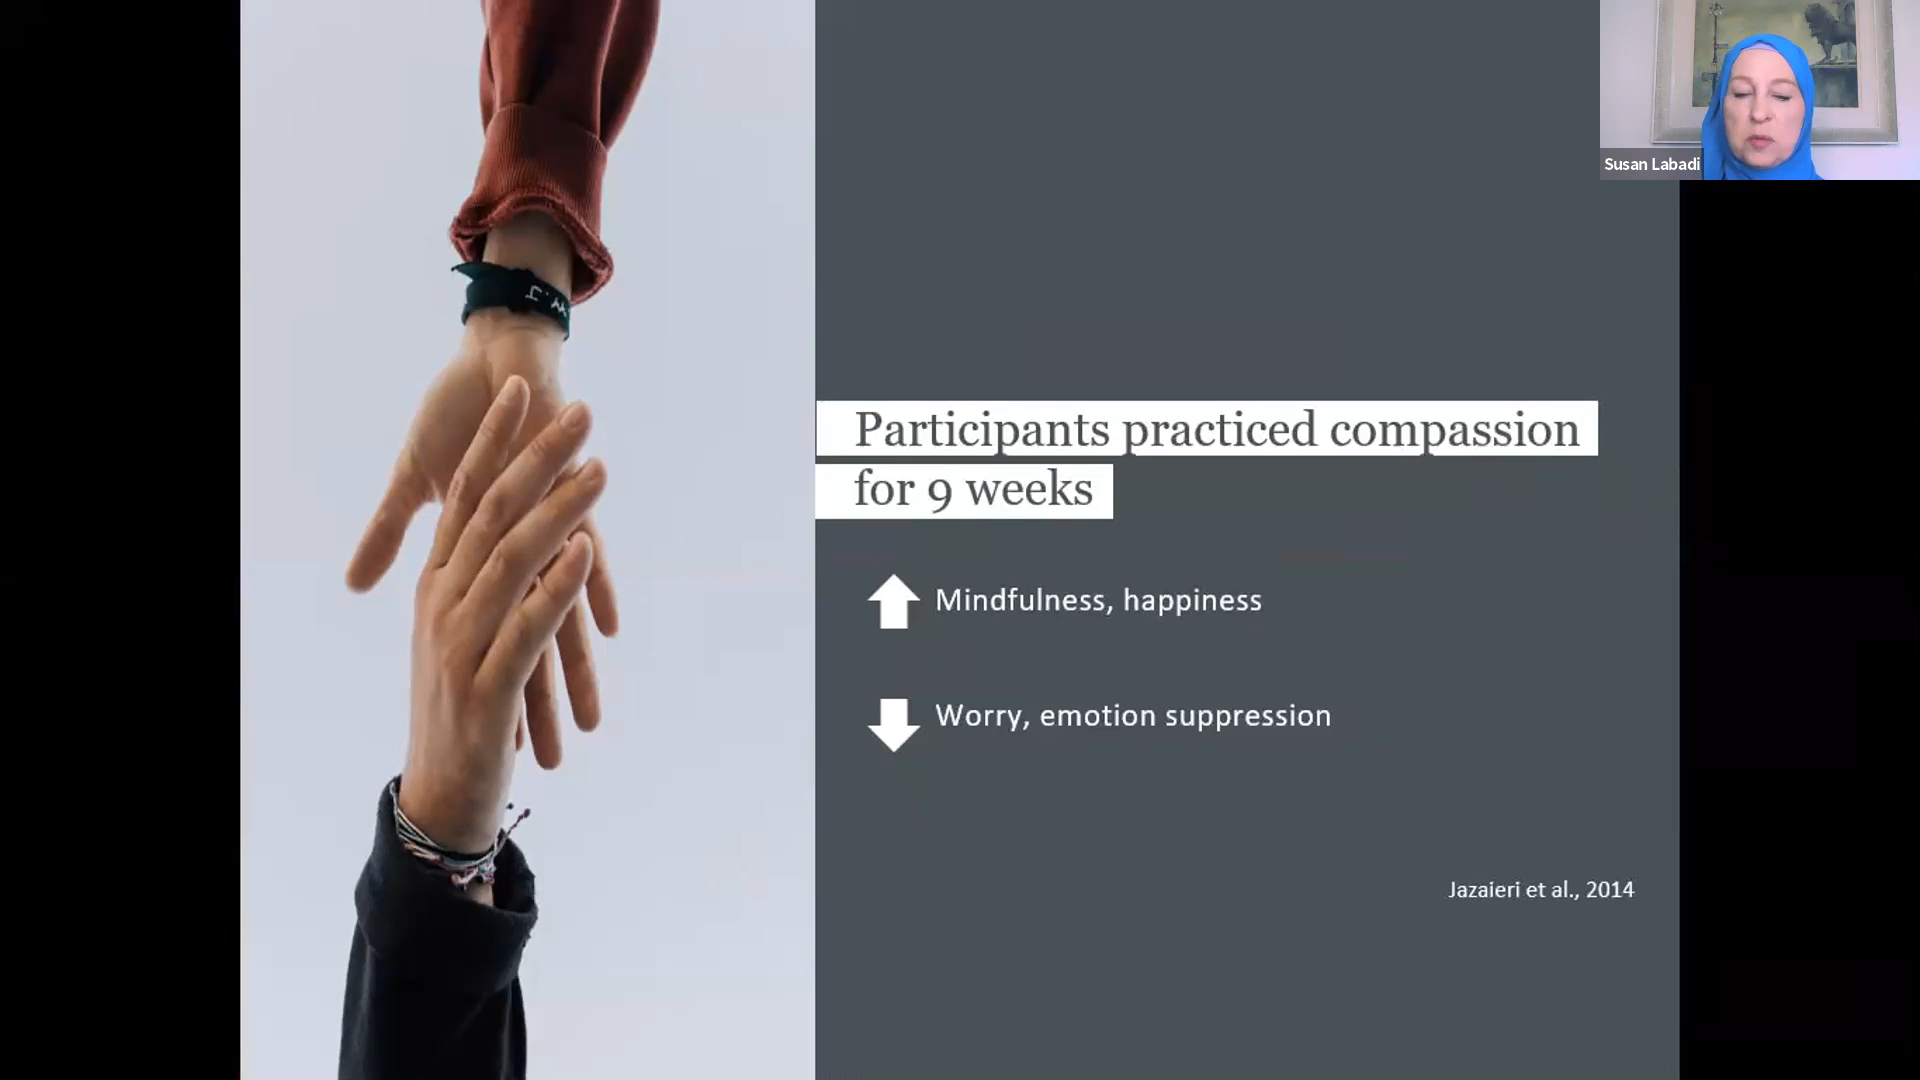 Susan Labadi
Participants practiced compassion
for 9 weeks
Mindfulness, happiness
Worry, emotion suppression
Jazaieri et al., 2014